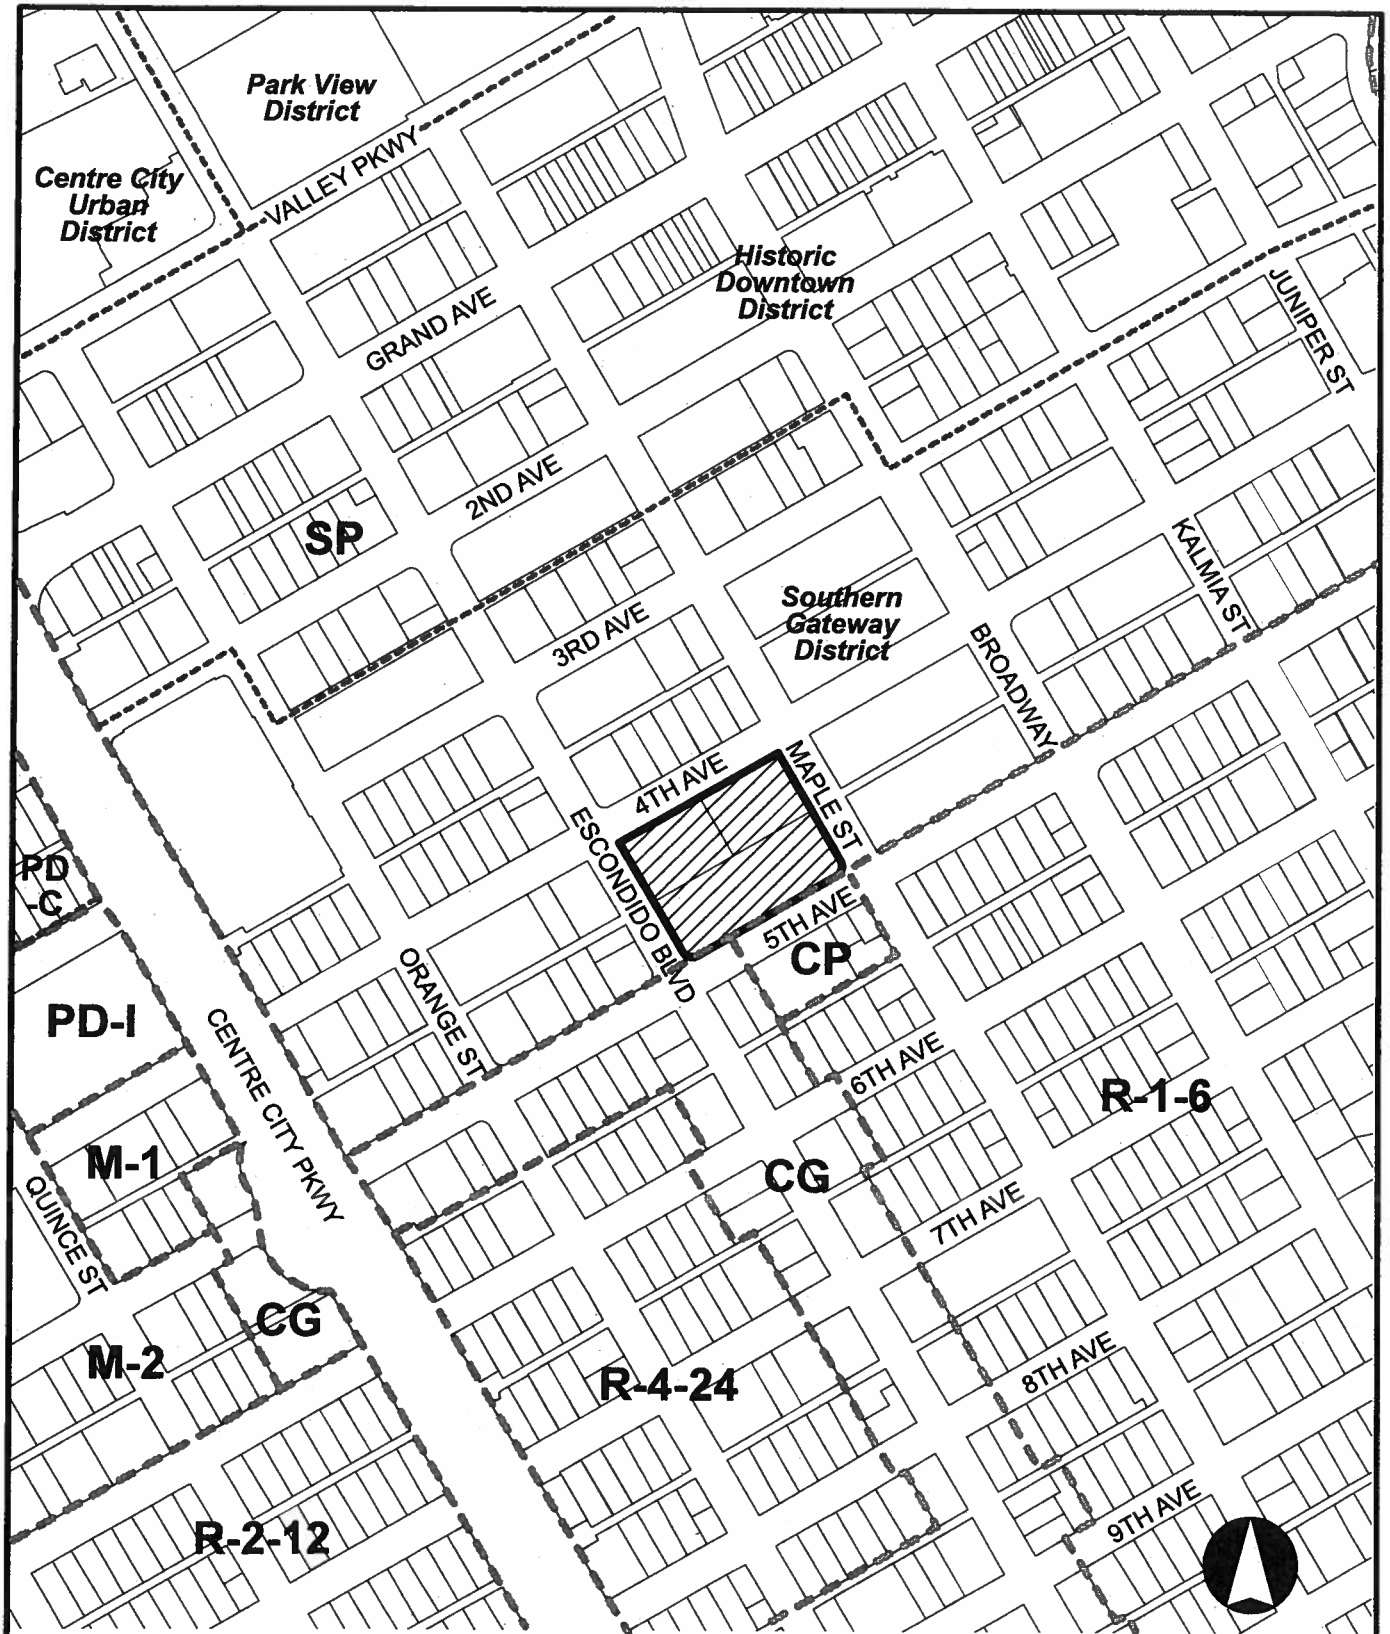 Park View
District
Centre City
Urban
District
VALLEY PKWY
Historic
Downtown
District
JUNIPER ST
GRAND AVE
2ND AVE
SP
KALMIA ST
Southern
Gateway
District
3RD AVE
BROADWAY
4TH AVE
MAPLE ST
ESCONDIDO BLVD
PD
-C
5TH AVE
CP
ORANGE ST
PD-I
CENTRE CITY PKWY
6TH AVE
R-1-6
M-1
CG
QUINCE ST
7TH AVE
CG
M-2
8TH AVE
R-4-24
9TH AVE
R-2-12